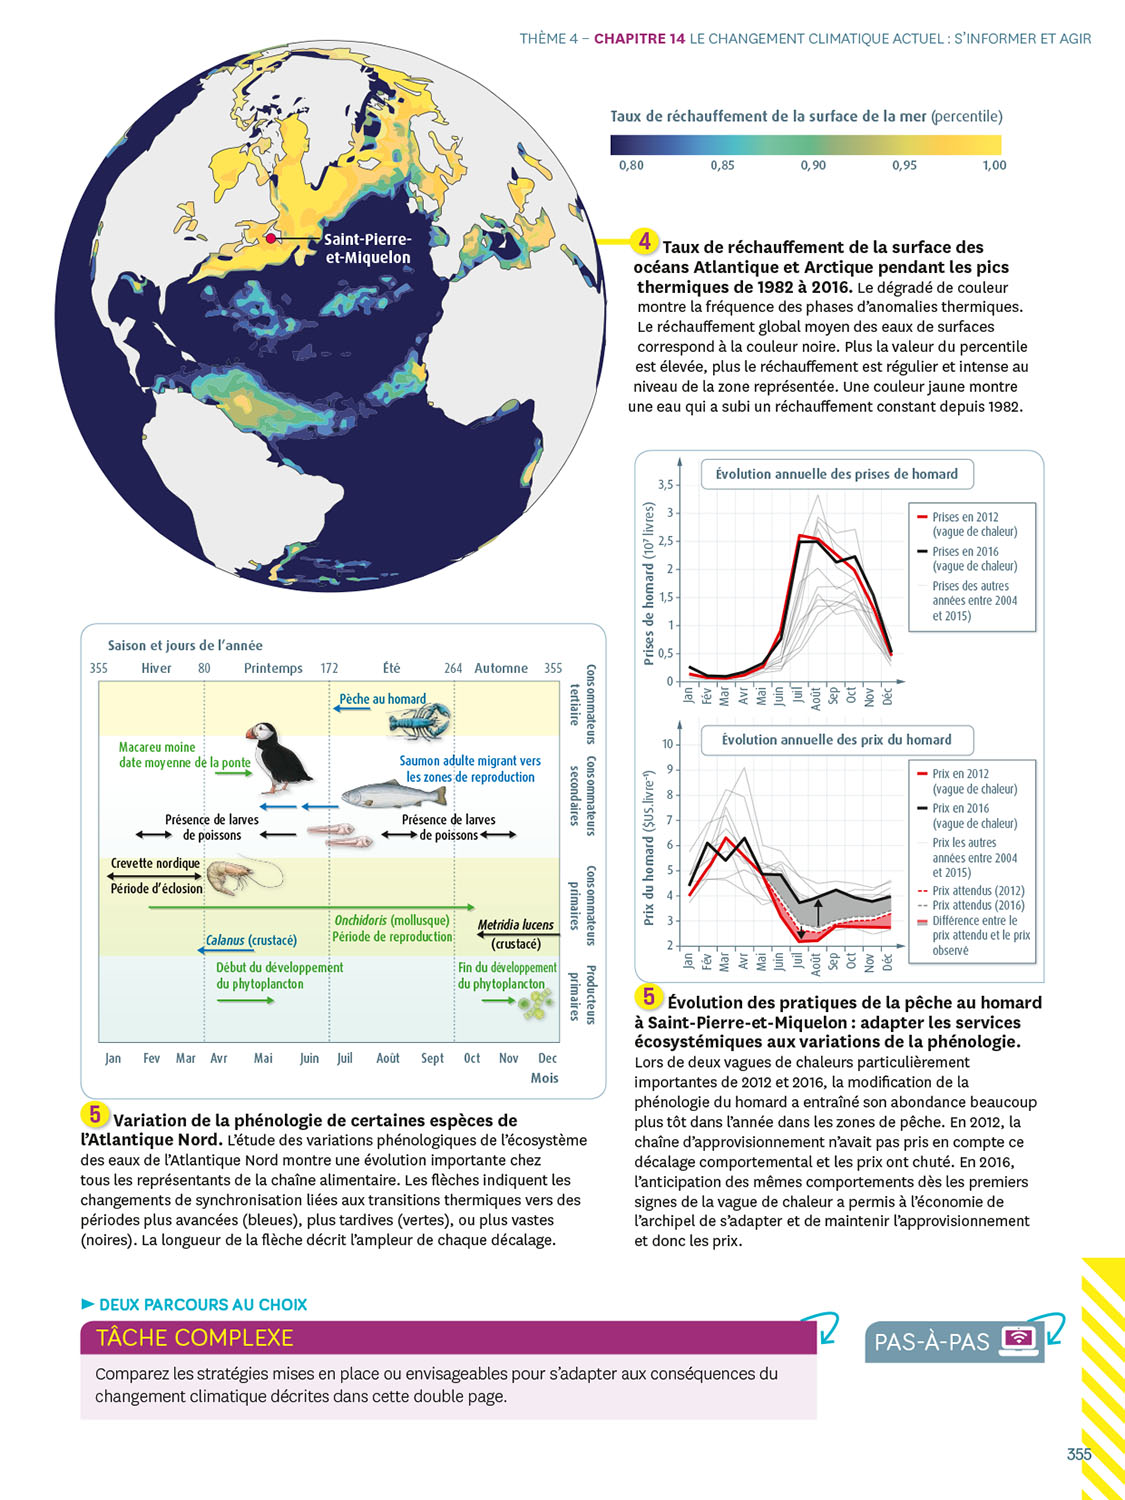 THÈME 4 – CHAPITRE 14 LE CHANGEMENT CLIMATIQUE ACTUEL : S'INFORMER ET AGIR
Taux de réchauffement de la surface de la mer (percentile)
0,80 0,85 0,90 0,95 1,00
Saint-Pierre-
et-Miquelon
4 Taux de réchauffement de la surface des
océans Atlantique et Arctique pendant les pics
thermiques de 1982 à 2016. Le dégradé de couleur
montre la fréquence des phases d'anomalies thermiques.
Le réchauffement global moyen des eaux de surfaces
correspond à la couleur noire. Plus la valeur du percentile
est élevée, plus le réchauffement est régulier et intense au
niveau de la zone représentée. Une couleur jaune montre
une eau qui a subi un réchauffement constant depuis 1982.
Évolution annuelle des prises de homard
Prises de homard (10⁷ livres)
3,5
3
2,5
2
1,5
1
0,5
0
Jan Fév Mar Avr Mai Juin Juil Août Sep Oct Nov Déc
Prises en 2012
(vague de chaleur)
Prises en 2016
(vague de chaleur)
Prises des autres
années entre 2004
et 2015)
Évolution annuelle des prix du homard
Prix du homard ($US.livre⁻¹)
10
9
8
7
6
5
4
3
2
Jan Fév Mar Avr Mai Juin Juil Août Sep Oct Nov Déc
Prix en 2012
(vague de chaleur)
Prix en 2016
(vague de chaleur)
Prix les autres
années entre 2004
et 2015)
Prix attendus (2012)
Prix attendus (2016)
Différence entre le
prix attendu et le prix
observé
5 Évolution des pratiques de la pêche au homard
à Saint-Pierre-et-Miquelon : adapter les services
écosystémiques aux variations de la phénologie.
Lors de deux vagues de chaleurs particulièrement
importantes de 2012 et 2016, la modification de la
phénologie du homard a entraîné son abondance beaucoup
plus tôt dans l'année dans les zones de pêche. En 2012, la
chaîne d'approvisionnement n'avait pas pris en compte ce
décalage comportemental et les prix ont chuté. En 2016,
l'anticipation des mêmes comportements dès les premiers
signes de la vague de chaleur a permis à l'économie de
l'archipel de s'adapter et de maintenir l'approvisionnement
et donc les prix.
Saison et jours de l'année
355 Hiver 80 Printemps 172 Été 264 Automne 355
Consommateurs
tertiaire
Pèche au homard
Macareu moine
date moyenne de la ponte
Saumon adulte migrant vers
les zones de reproduction
Consommateurs
secondaires
Présence de larves
de poissons
Présence de larves
de poissons
Crevette nordique
Période d'éclosion
Consommateurs
primaires
Onchidoris (mollusque)
Période de reproduction
Metridia lucens
(crustacé)
Calanus (crustacé)
Début du développement
du phytoplancton
Fin du développement
du phytoplancton
Producteurs
primaires
Jan Fev Mar Avr Mai Juin Juil Août Sept Oct Nov Dec
Mois
5 Variation de la phénologie de certaines espèces de
l'Atlantique Nord. L'étude des variations phénologiques de l'écosystème
des eaux de l'Atlantique Nord montre une évolution importante chez
tous les représentants de la chaîne alimentaire. Les flèches indiquent les
changements de synchronisation liées aux transitions thermiques vers des
périodes plus avancées (bleues), plus tardives (vertes), ou plus vastes
(noires). La longueur de la flèche décrit l'ampleur de chaque décalage.
DEUX PARCOURS AU CHOIX
TÂCHE COMPLEXE
Comparez les stratégies mises en place ou envisageables pour s'adapter aux conséquences du
changement climatique décrites dans cette double page.
PAS-À-PAS
355